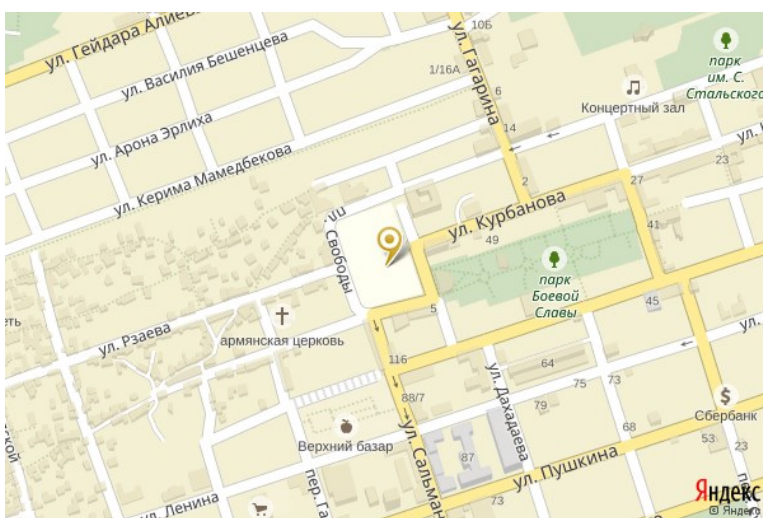 ул. Гейдара Алиева
10Б
ул. Василия Бешенцева
1/16А
ул. Гагарина
6
14
парк
им. С.
Стальского
Концертный зал
ул. Арона Эрлиха
ул. Керима Мамедбекова
2
23
27
пл. Свободы
ул. Курбанова
49
41
парк
Боевой
Славы
5
45
ул. Рзаева
армянская церковь
116
64
ул. Дахадаева
75
73
88/7
79
Сбербанк
Верхний базар
ул. Сальман
87
68
53
23
ул. Пушкина
73
ул. Ленина
пер. Га
Яндекс
© Яндекс